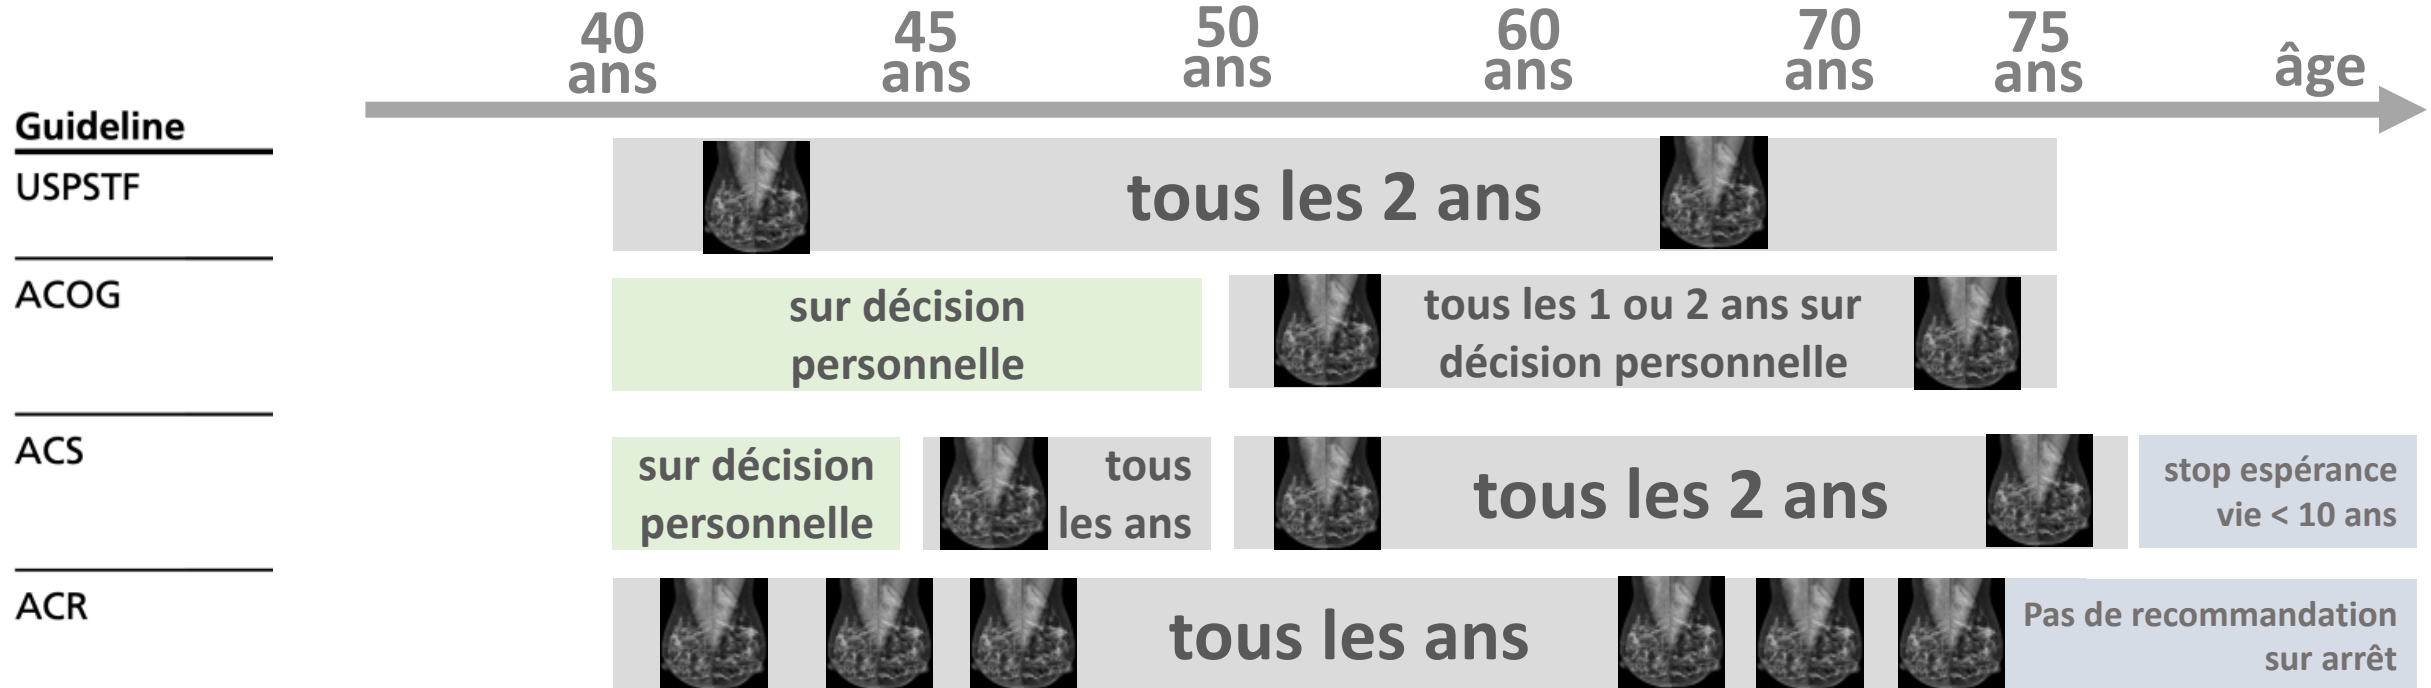 40
ans
45
ans
50
ans
60
ans
70
ans
75
ans
âge
Guideline
USPSTF
tous les 2 ans
ACOG
sur décision
personnelle
tous les 1 ou 2 ans sur
décision personnelle
ACS
sur décision
personnelle
tous
les ans
tous les 2 ans
stop espérance
vie < 10 ans
ACR
tous les ans
Pas de recommandation
sur arrêt